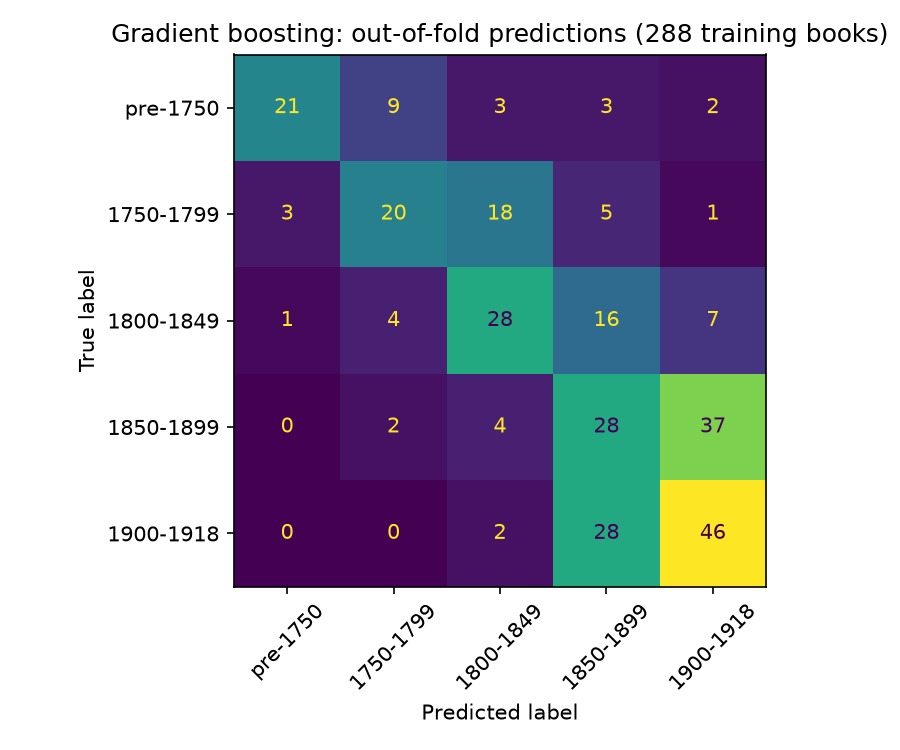 Gradient boosting: out-of-fold predictions (288 training books)
True label
pre-1750 21 9 3 3 2
1750-1799 3 20 18 5 1
1800-1849 1 4 28 16 7
1850-1899 0 2 4 28 37
1900-1918 0 0 2 28 46
pre-1750 1750-1799 1800-1849 1850-1899 1900-1918
Predicted label